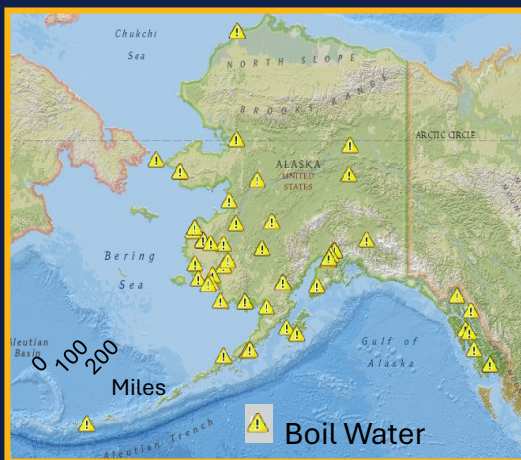 Chukchi
Sea
NORTH SLOPE
BROOKS RANGE
ARCTIC CIRCLE
ALASKA
UNITED
STATES
Bering
Sea
Gulf of
Alaska
Aleutian
Basin
0 100 200
Miles
Aleutian Trench
Boil Water